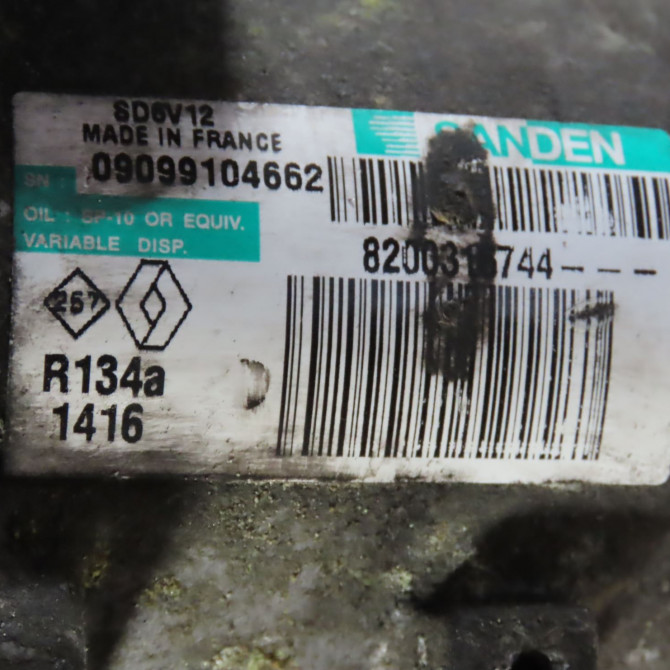 SD6V12
MADE IN FRANCE
SANDEN
SN : 09099104662
OIL : SP-10 OR EQUIV.
VARIABLE DISP.
257
R134a
1416